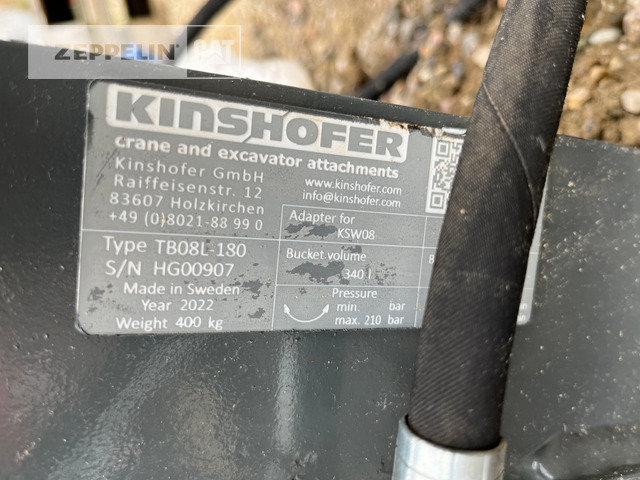 ZEPPELIN CAT
KINSHOFER
crane and excavator attachments
Kinshofer GmbH
Raiffeisenstr. 12
83607 Holzkirchen
+49 (0)8021-88 99 0
www.kinshofer.com
info@kinshofer.com
Adapter for
KSW08
Type TB08L-180
S/N HG00907
Made in Sweden
Year 2022
Weight 400 kg
Bucket volume
340 l
Pressure
min. bar
max. 210 bar